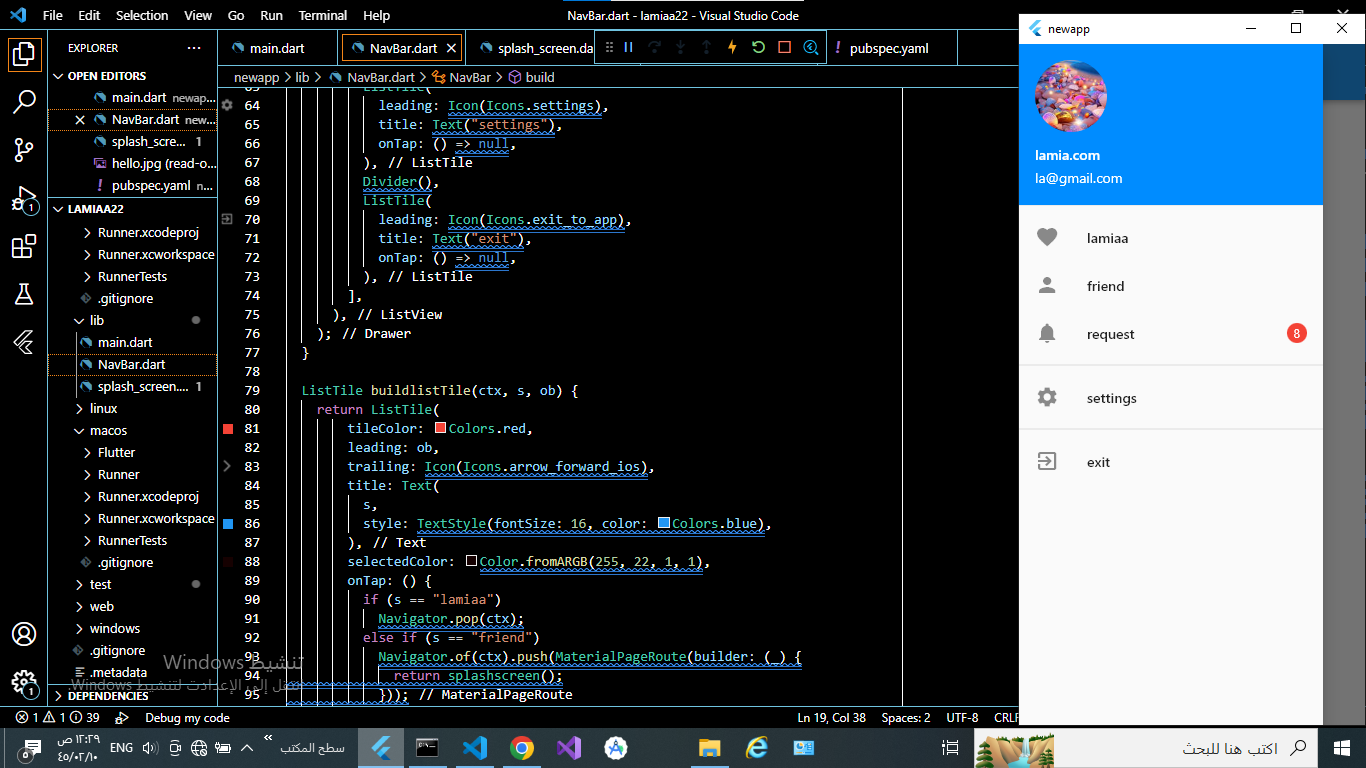 File Edit Selection View Go Run Terminal Help
NavBar.dart - lamiaa22 - Visual Studio Code
EXPLORER ...
OPEN EDITORS
main.dart newap...
NavBar.dart new...
splash_scre... 1
hello.jpg (read-o...
pubspec.yaml n...
LAMIAA22
Runner.xcodeproj
Runner.xcworkspace
RunnerTests
.gitignore
lib
main.dart
NavBar.dart
splash_screen.... 1
linux
macos
Flutter
Runner
Runner.xcodeproj
Runner.xcworkspace
RunnerTests
.gitignore
test
web
windows
.gitignore
.metadata
DEPENDENCIES
main.dart
NavBar.dart
splash_screen.da
pubspec.yaml
newapp > lib > NavBar.dart > NavBar > build
63 ListTile(
64 leading: Icon(Icons.settings),
65 title: Text("settings"),
66 onTap: () => null,
67 ), // ListTile
68 Divider(),
69 ListTile(
70 leading: Icon(Icons.exit_to_app),
71 title: Text("exit"),
72 onTap: () => null,
73 ), // ListTile
74 ],
75 ), // ListView
76 ); // Drawer
77 }
78
79 ListTile buildlistTile(ctx, s, ob) {
80 return ListTile(
81 tileColor: Colors.red,
82 leading: ob,
83 trailing: Icon(Icons.arrow_forward_ios),
84 title: Text(
85 s,
86 style: TextStyle(fontSize: 16, color: Colors.blue),
87 ), // Text
88 selectedColor: Color.fromARGB(255, 22, 1, 1),
89 onTap: () {
90 if (s == "lamiaa")
91 Navigator.pop(ctx);
92 else if (s == "friend")
93 Navigator.of(ctx).push(MaterialPageRoute(builder: (_) {
94 return splashscreen();
95 })); // MaterialPageRoute
تنشيط Windows
انتقل إلى الإعدادت لتنشيط Windows.
1 1 39 Debug my code
Ln 19, Col 38 Spaces: 2 UTF-8 CRLF
newapp
lamia.com
la@gmail.com
lamiaa
friend
request 8
settings
exit
1
1
8
١٢:٢٩ ص
٤٥/٠٢/١٠
ENG
سطح المكتب
اكتب هنا للبحث